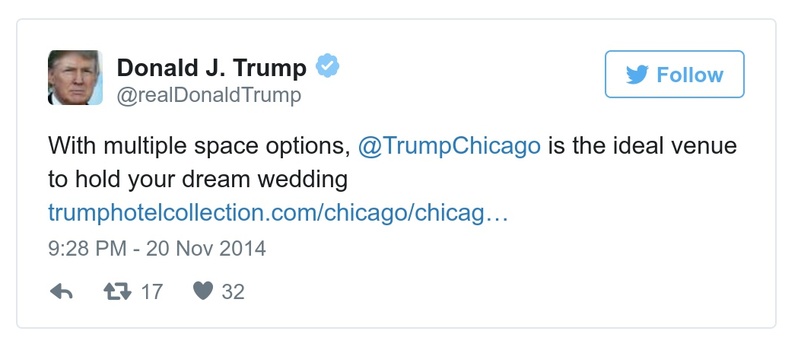 Donald J. Trump
@realDonaldTrump
Follow
With multiple space options, @TrumpChicago is the ideal venue
to hold your dream wedding
trumphotelcollection.com/chicago/chicag…
9:28 PM - 20 Nov 2014
17 32